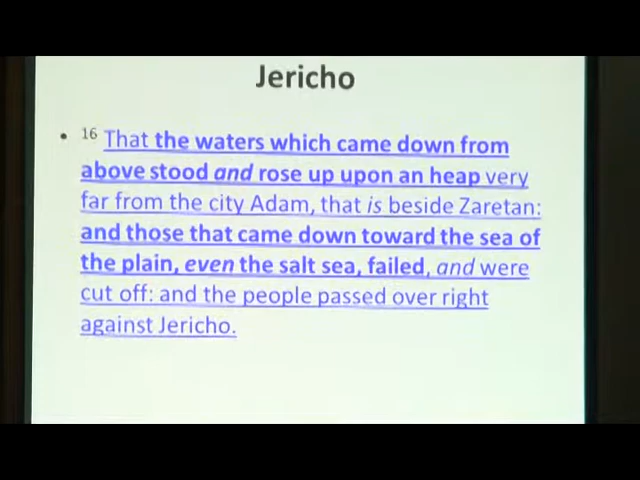 Jericho
• 16 That the waters which came down from
above stood and rose up upon an heap very
far from the city Adam, that is beside Zaretan:
and those that came down toward the sea of
the plain, even the salt sea, failed, and were
cut off: and the people passed over right
against Jericho.